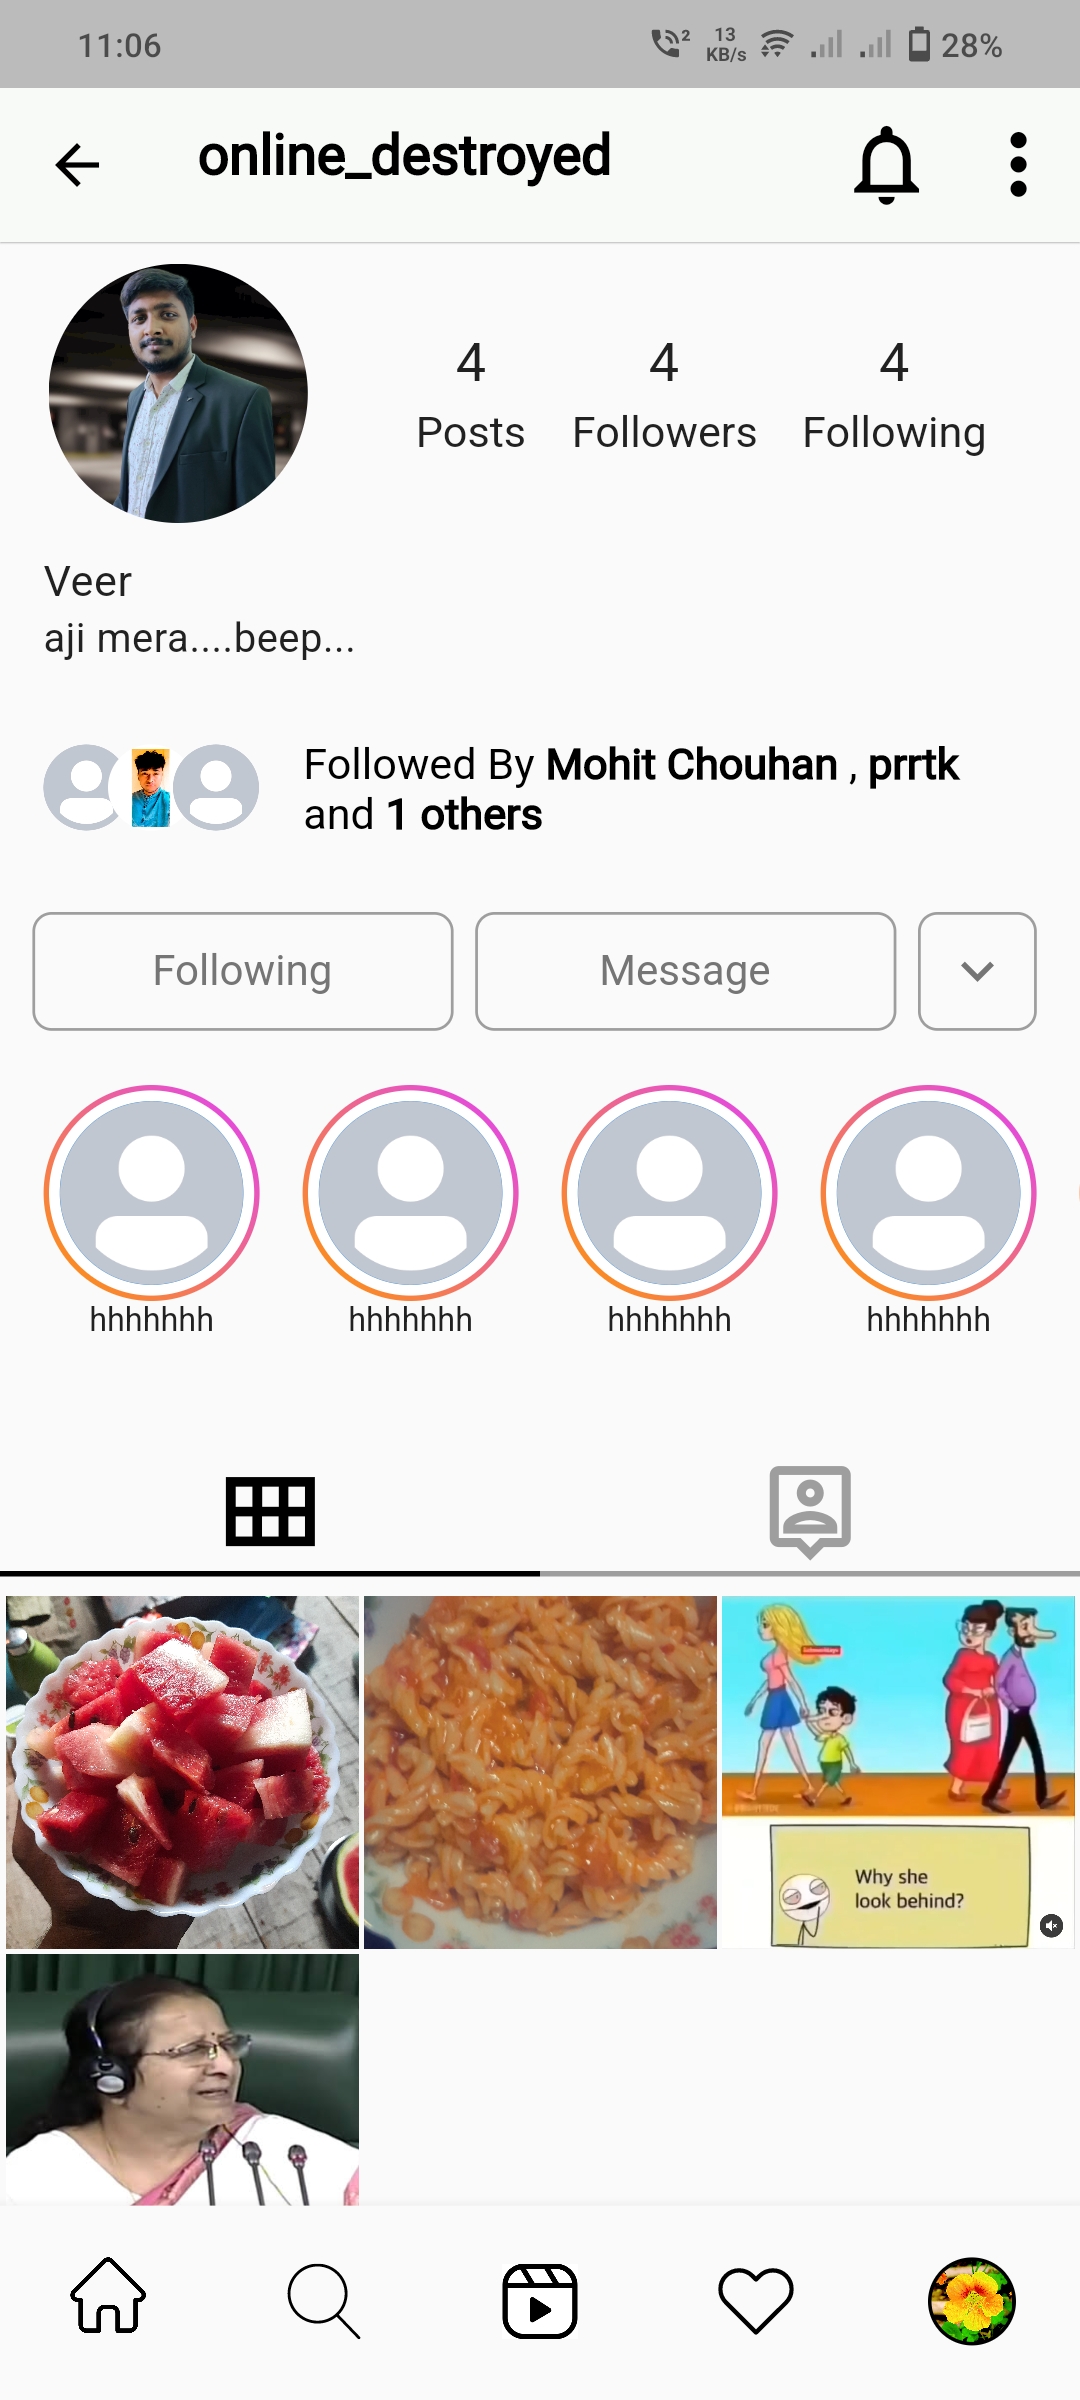 11:06
2
13
KB/s
28%
online_destroyed
4
4
4
Posts
Followers
Following
Veer
aji mera....beep...
Followed By Mohit Chouhan , prrtk
and 1 others
Following
Message
hhhhhhh
hhhhhhh
hhhhhhh
hhhhhhh
Why she
look behind?